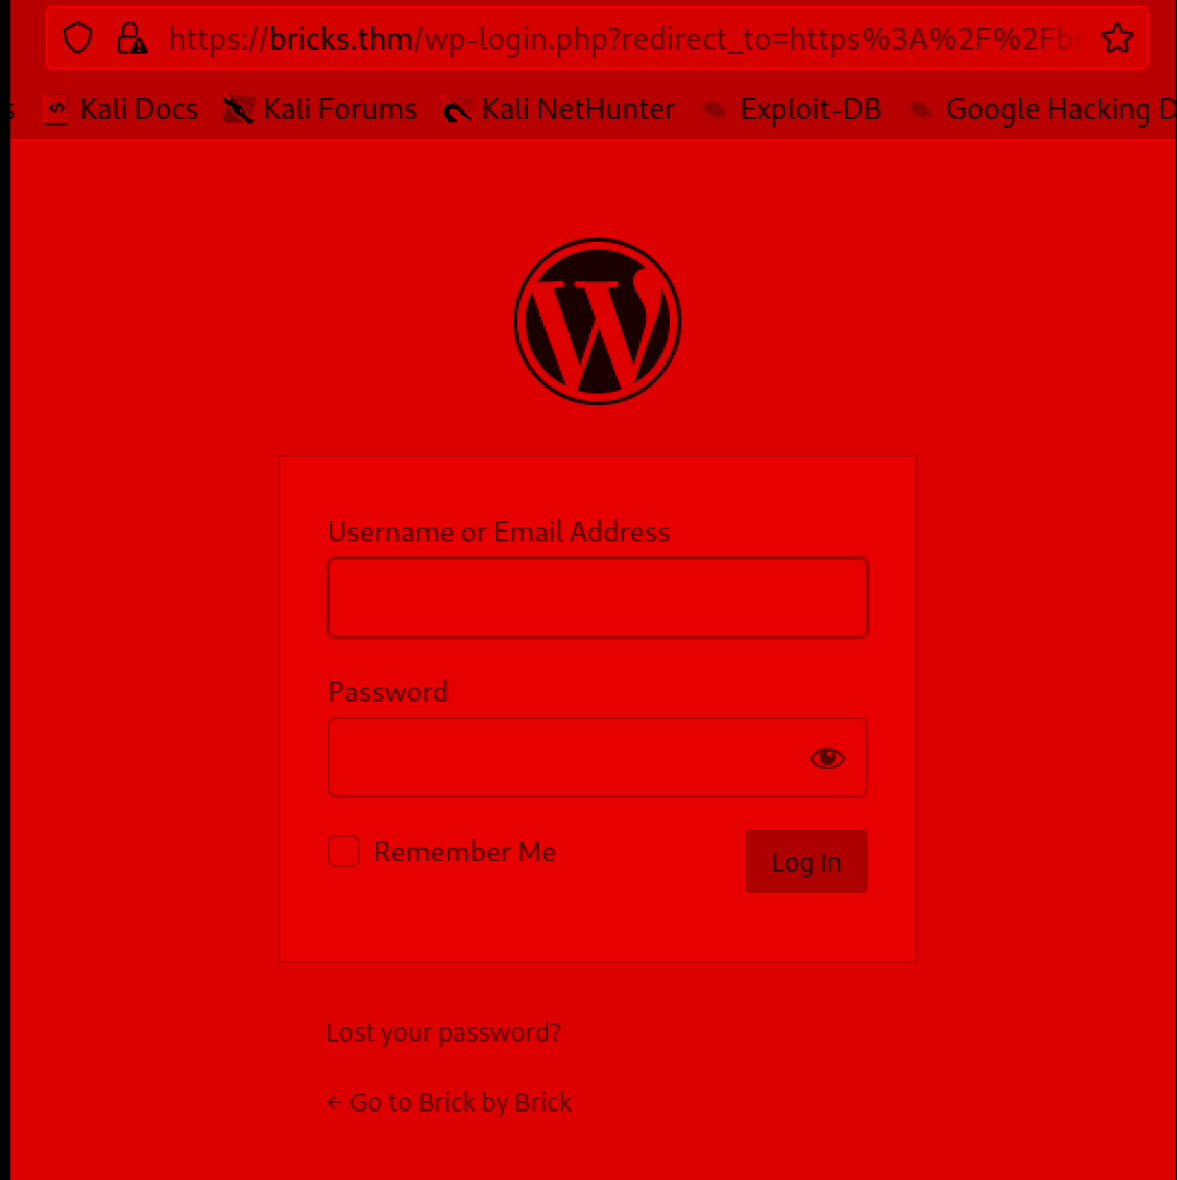 https://bricks.thm/wp-login.php?redirect_to=https%3A%2F%2Fb
Kali Docs Kali Forums Kali NetHunter Exploit-DB Google Hacking D
Username or Email Address
Password
Remember Me
Log In
Lost your password?
← Go to Brick by Brick